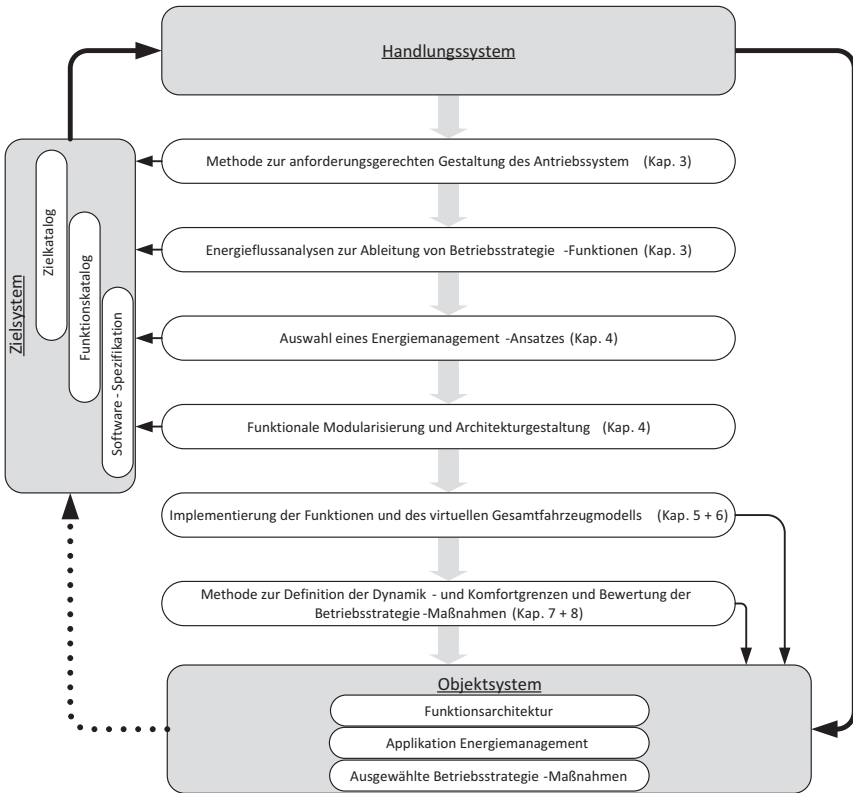 Handlungssystem
Methode zur anforderungsgerechten Gestaltung des Antriebssystem (Kap. 3)
Energieflussanalysen zur Ableitung von Betriebsstrategie -Funktionen (Kap. 3)
Auswahl eines Energiemanagement -Ansatzes (Kap. 4)
Funktionale Modularisierung und Architekturgestaltung (Kap. 4)
Zielsystem
Zielkatalog
Funktionskatalog
Software - Spezifikation
Implementierung der Funktionen und des virtuellen Gesamtfahrzeugmodells (Kap. 5 + 6)
Methode zur Definition der Dynamik - und Komfortgrenzen und Bewertung der
Betriebsstrategie -Maßnahmen (Kap. 7 + 8)
Objektsystem
Funktionsarchitektur
Applikation Energiemanagement
Ausgewählte Betriebsstrategie -Maßnahmen